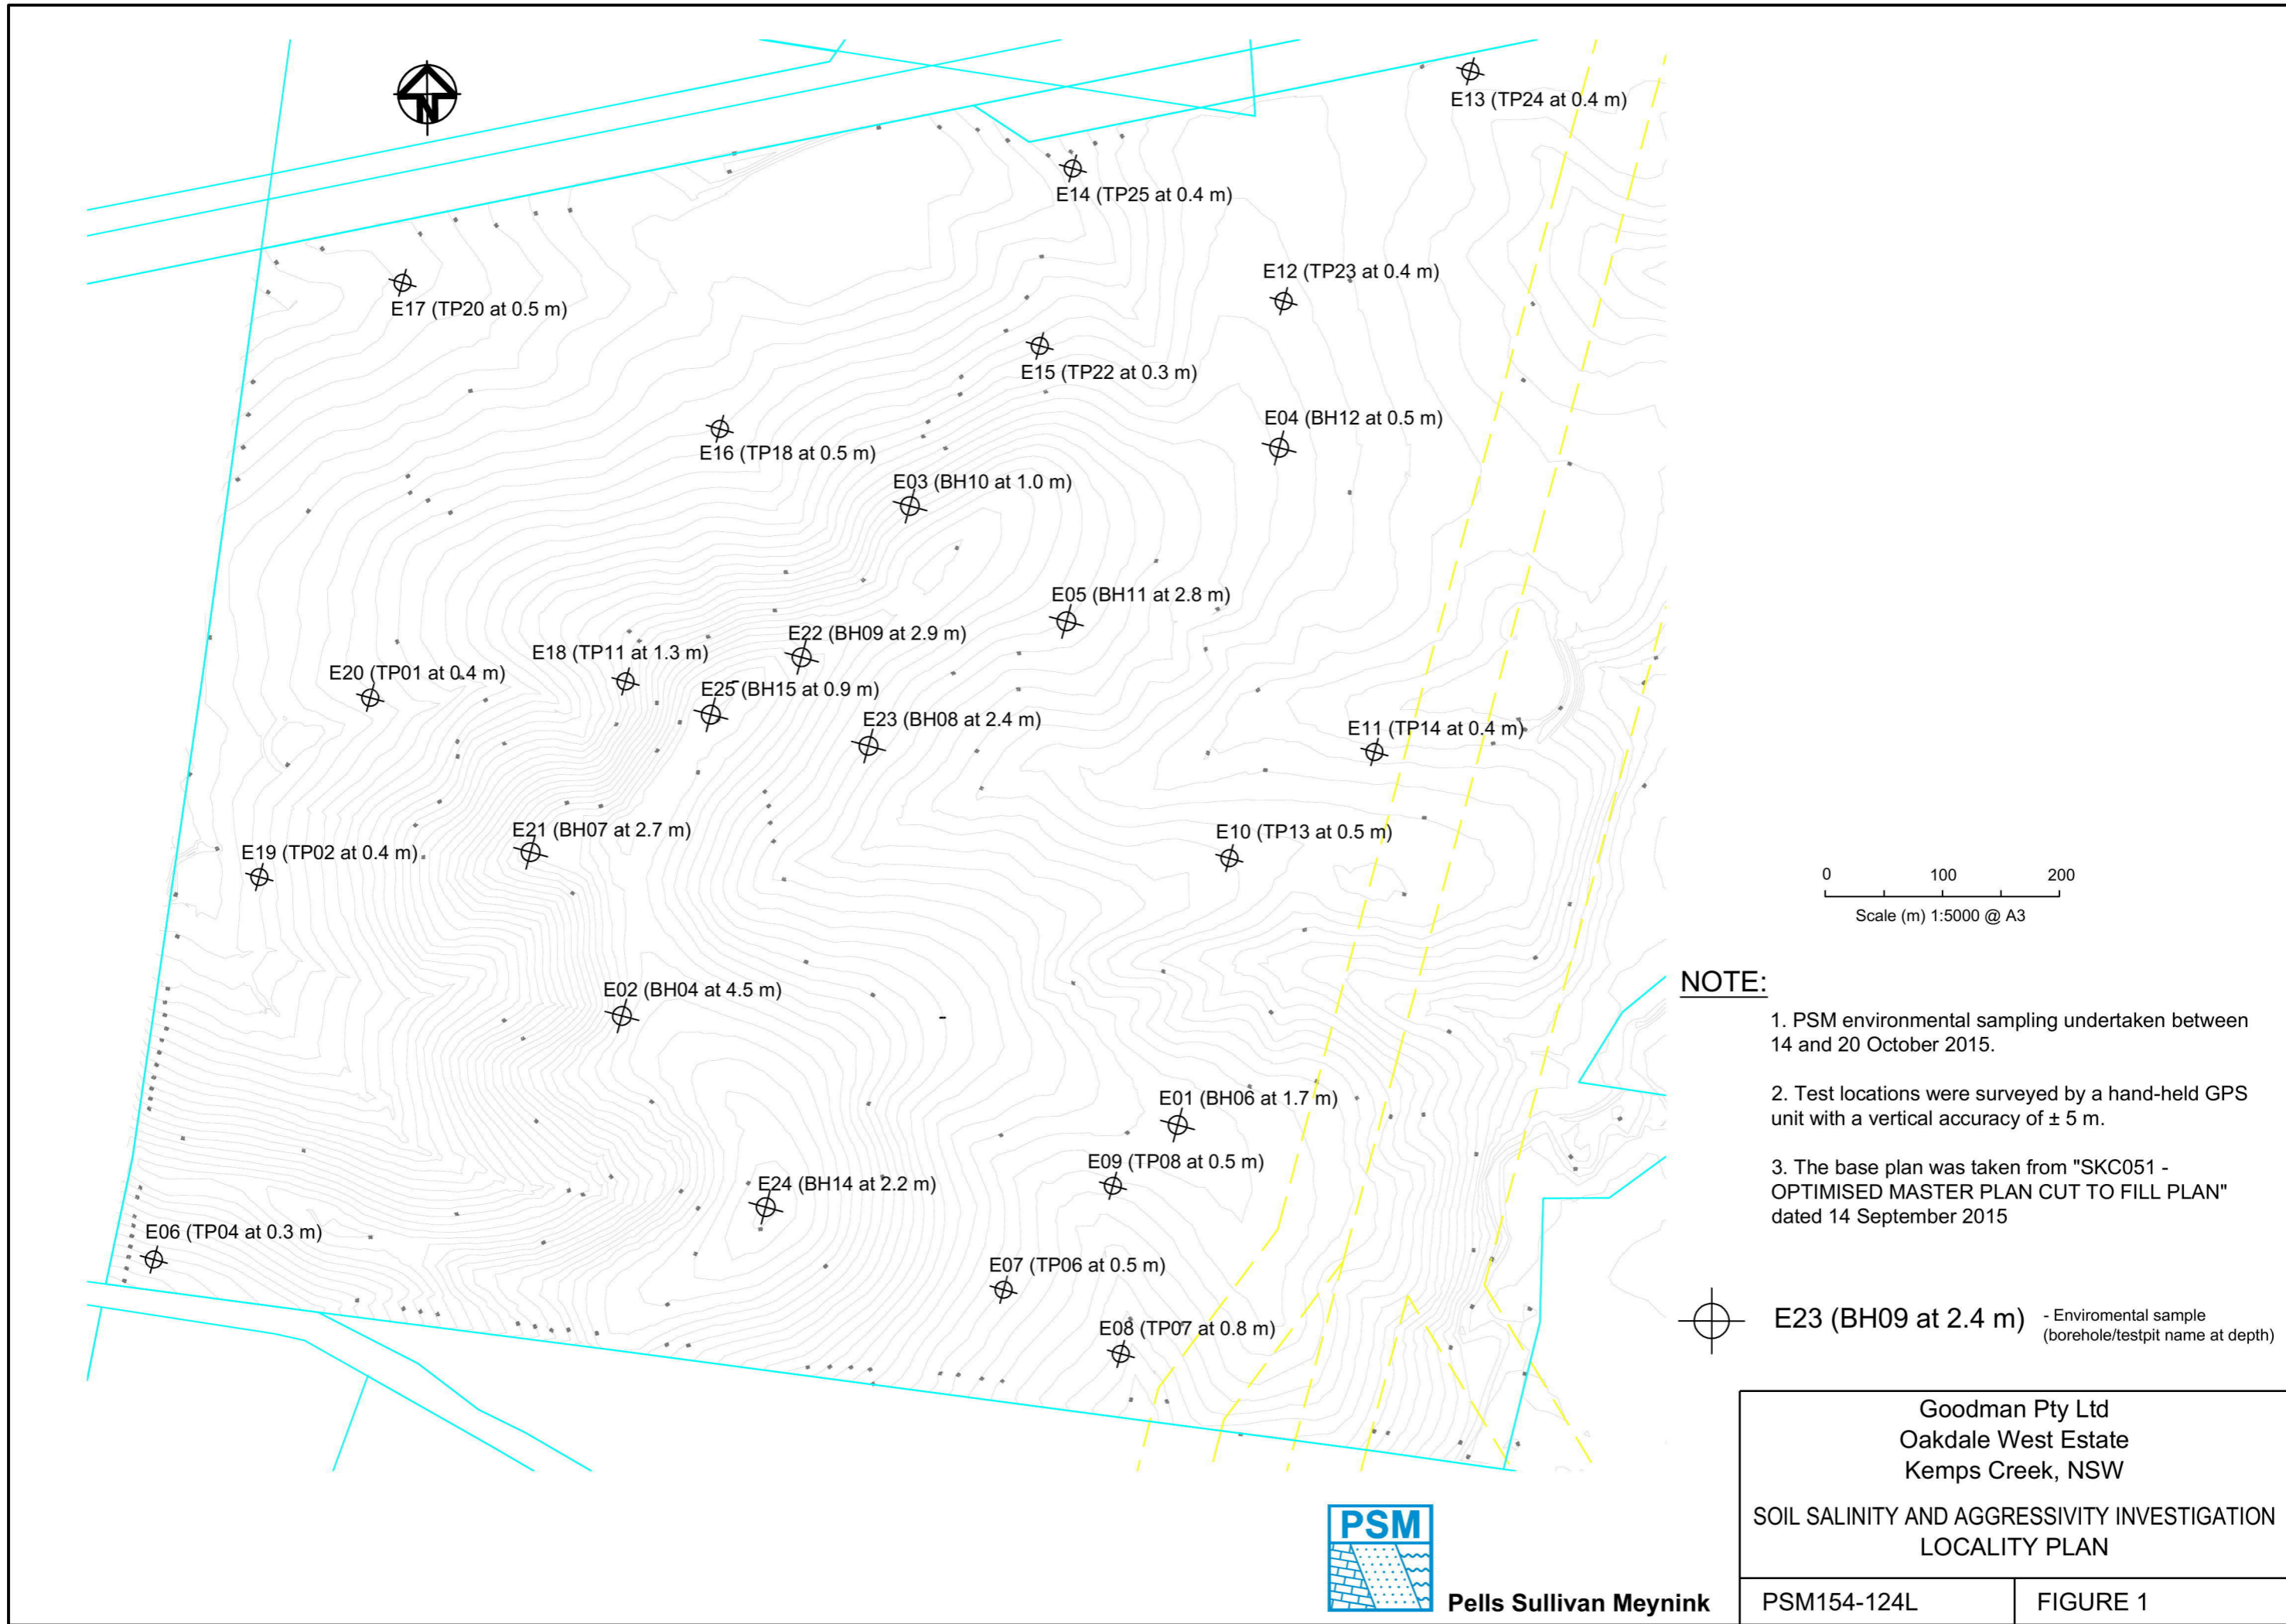 N
E13 (TP24 at 0.4 m)
E14 (TP25 at 0.4 m)
E12 (TP23 at 0.4 m)
E17 (TP20 at 0.5 m)
E15 (TP22 at 0.3 m)
E04 (BH12 at 0.5 m)
E16 (TP18 at 0.5 m)
E03 (BH10 at 1.0 m)
E05 (BH11 at 2.8 m)
E22 (BH09 at 2.9 m)
E18 (TP11 at 1.3 m)
E20 (TP01 at 0.4 m)
E25 (BH15 at 0.9 m)
E23 (BH08 at 2.4 m)
E11 (TP14 at 0.4 m)
E21 (BH07 at 2.7 m)
E10 (TP13 at 0.5 m)
E19 (TP02 at 0.4 m)
E02 (BH04 at 4.5 m)
E01 (BH06 at 1.7 m)
E09 (TP08 at 0.5 m)
E24 (BH14 at 2.2 m)
E06 (TP04 at 0.3 m)
E07 (TP06 at 0.5 m)
E08 (TP07 at 0.8 m)
0 100 200
Scale (m) 1:5000 @ A3
NOTE:
1. PSM environmental sampling undertaken between
14 and 20 October 2015.
2. Test locations were surveyed by a hand-held GPS
unit with a vertical accuracy of ± 5 m.
3. The base plan was taken from "SKC051 -
OPTIMISED MASTER PLAN CUT TO FILL PLAN"
dated 14 September 2015
E23 (BH09 at 2.4 m)
- Enviromental sample
(borehole/testpit name at depth)
PSM
Pells Sullivan Meynink
Goodman Pty Ltd
Oakdale West Estate
Kemps Creek, NSW
SOIL SALINITY AND AGGRESSIVITY INVESTIGATION
LOCALITY PLAN
PSM154-124L
FIGURE 1